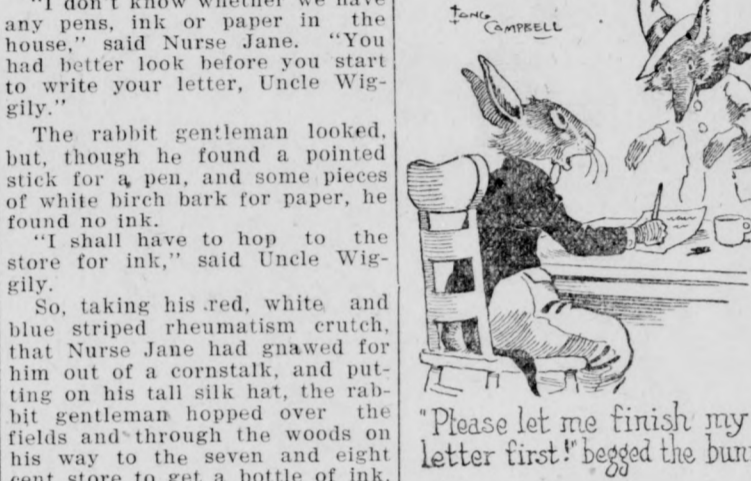 "I don't know whether we have
any pens, ink or paper in the
house," said Nurse Jane. "You
had better look before you start
to write your letter, Uncle Wig-
gily."
The rabbit gentleman looked,
but, though he found a pointed
stick for a pen, and some pieces
of white birch bark for paper, he
found no ink.
"I shall have to hop to the
store for ink," said Uncle Wig-
gily.
So, taking his red, white and
blue striped rheumatism crutch,
that Nurse Jane had gnawed for
him out of a cornstalk, and put-
ting on his tall silk hat, the rab-
bit gentleman hopped over the
fields and through the woods on
his way to the seven and eight
cent store to get a bottle of ink.
CAMPBELL
"Please let me finish my
letter first!" begged the